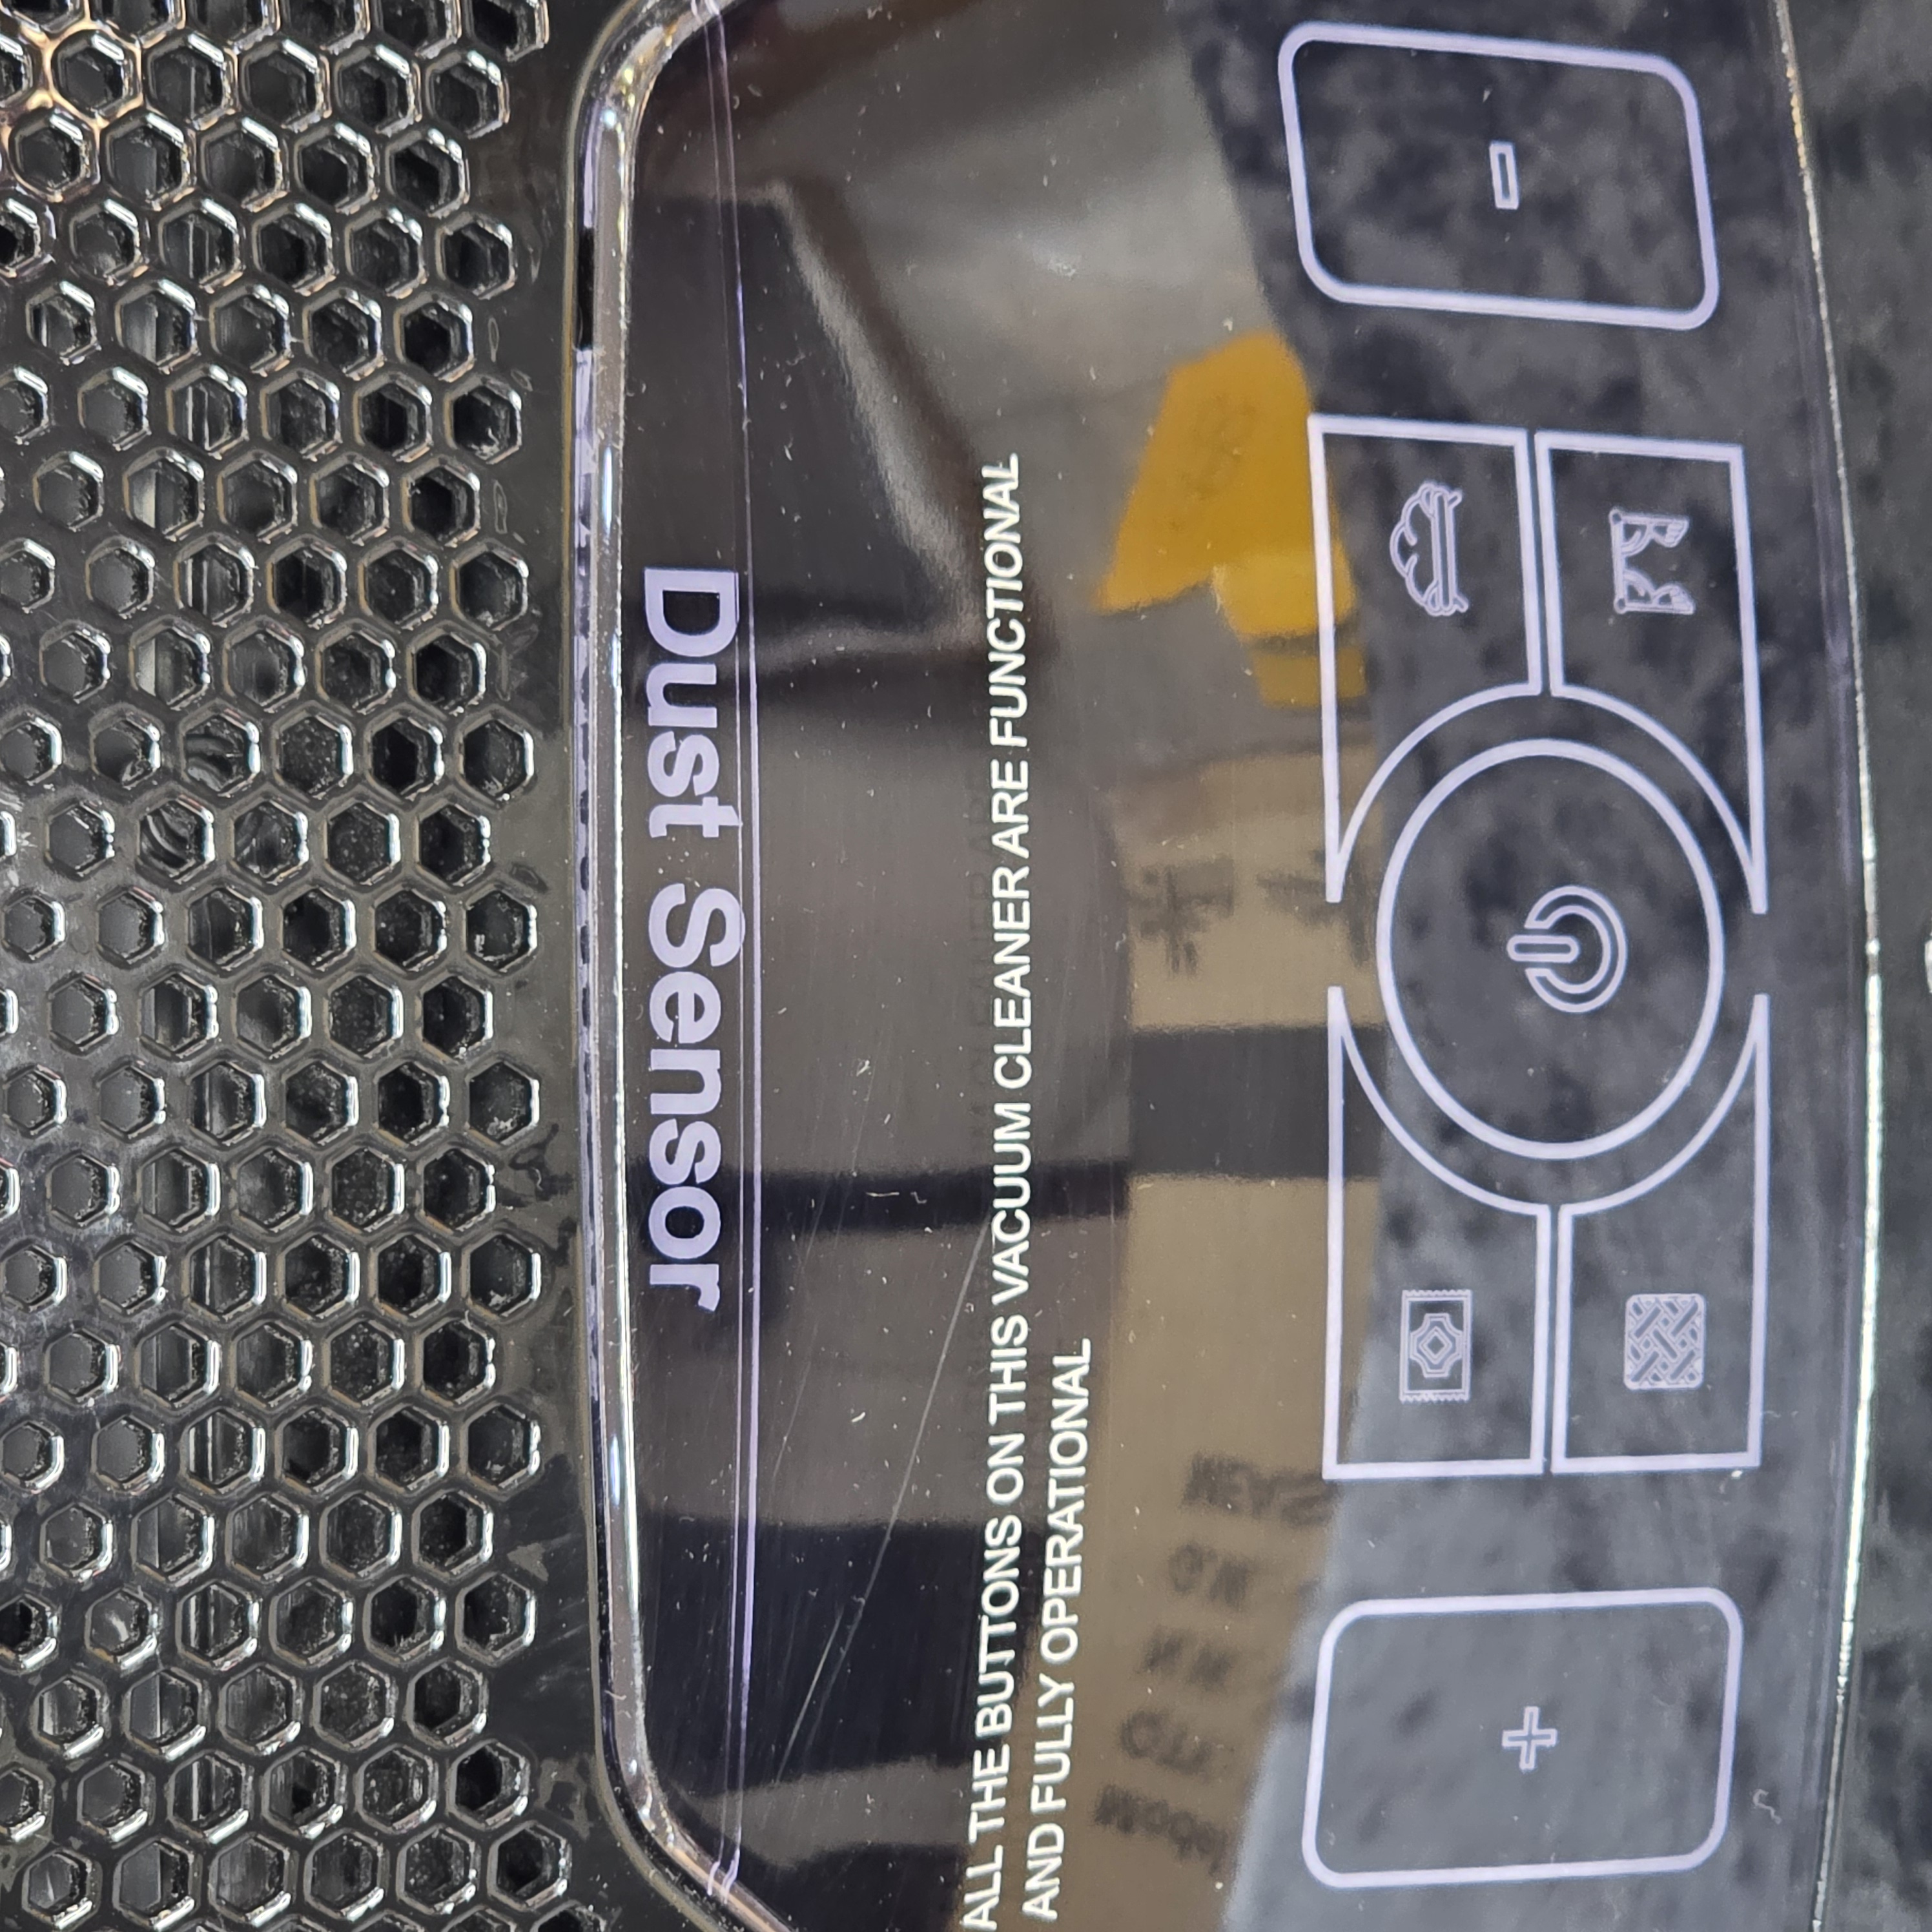 Dust Sensor
ALL THE BUTTONS ON THIS VACUUM CLEANER ARE FUNCTIONAL
AND FULLY OPERATIONAL
-
+